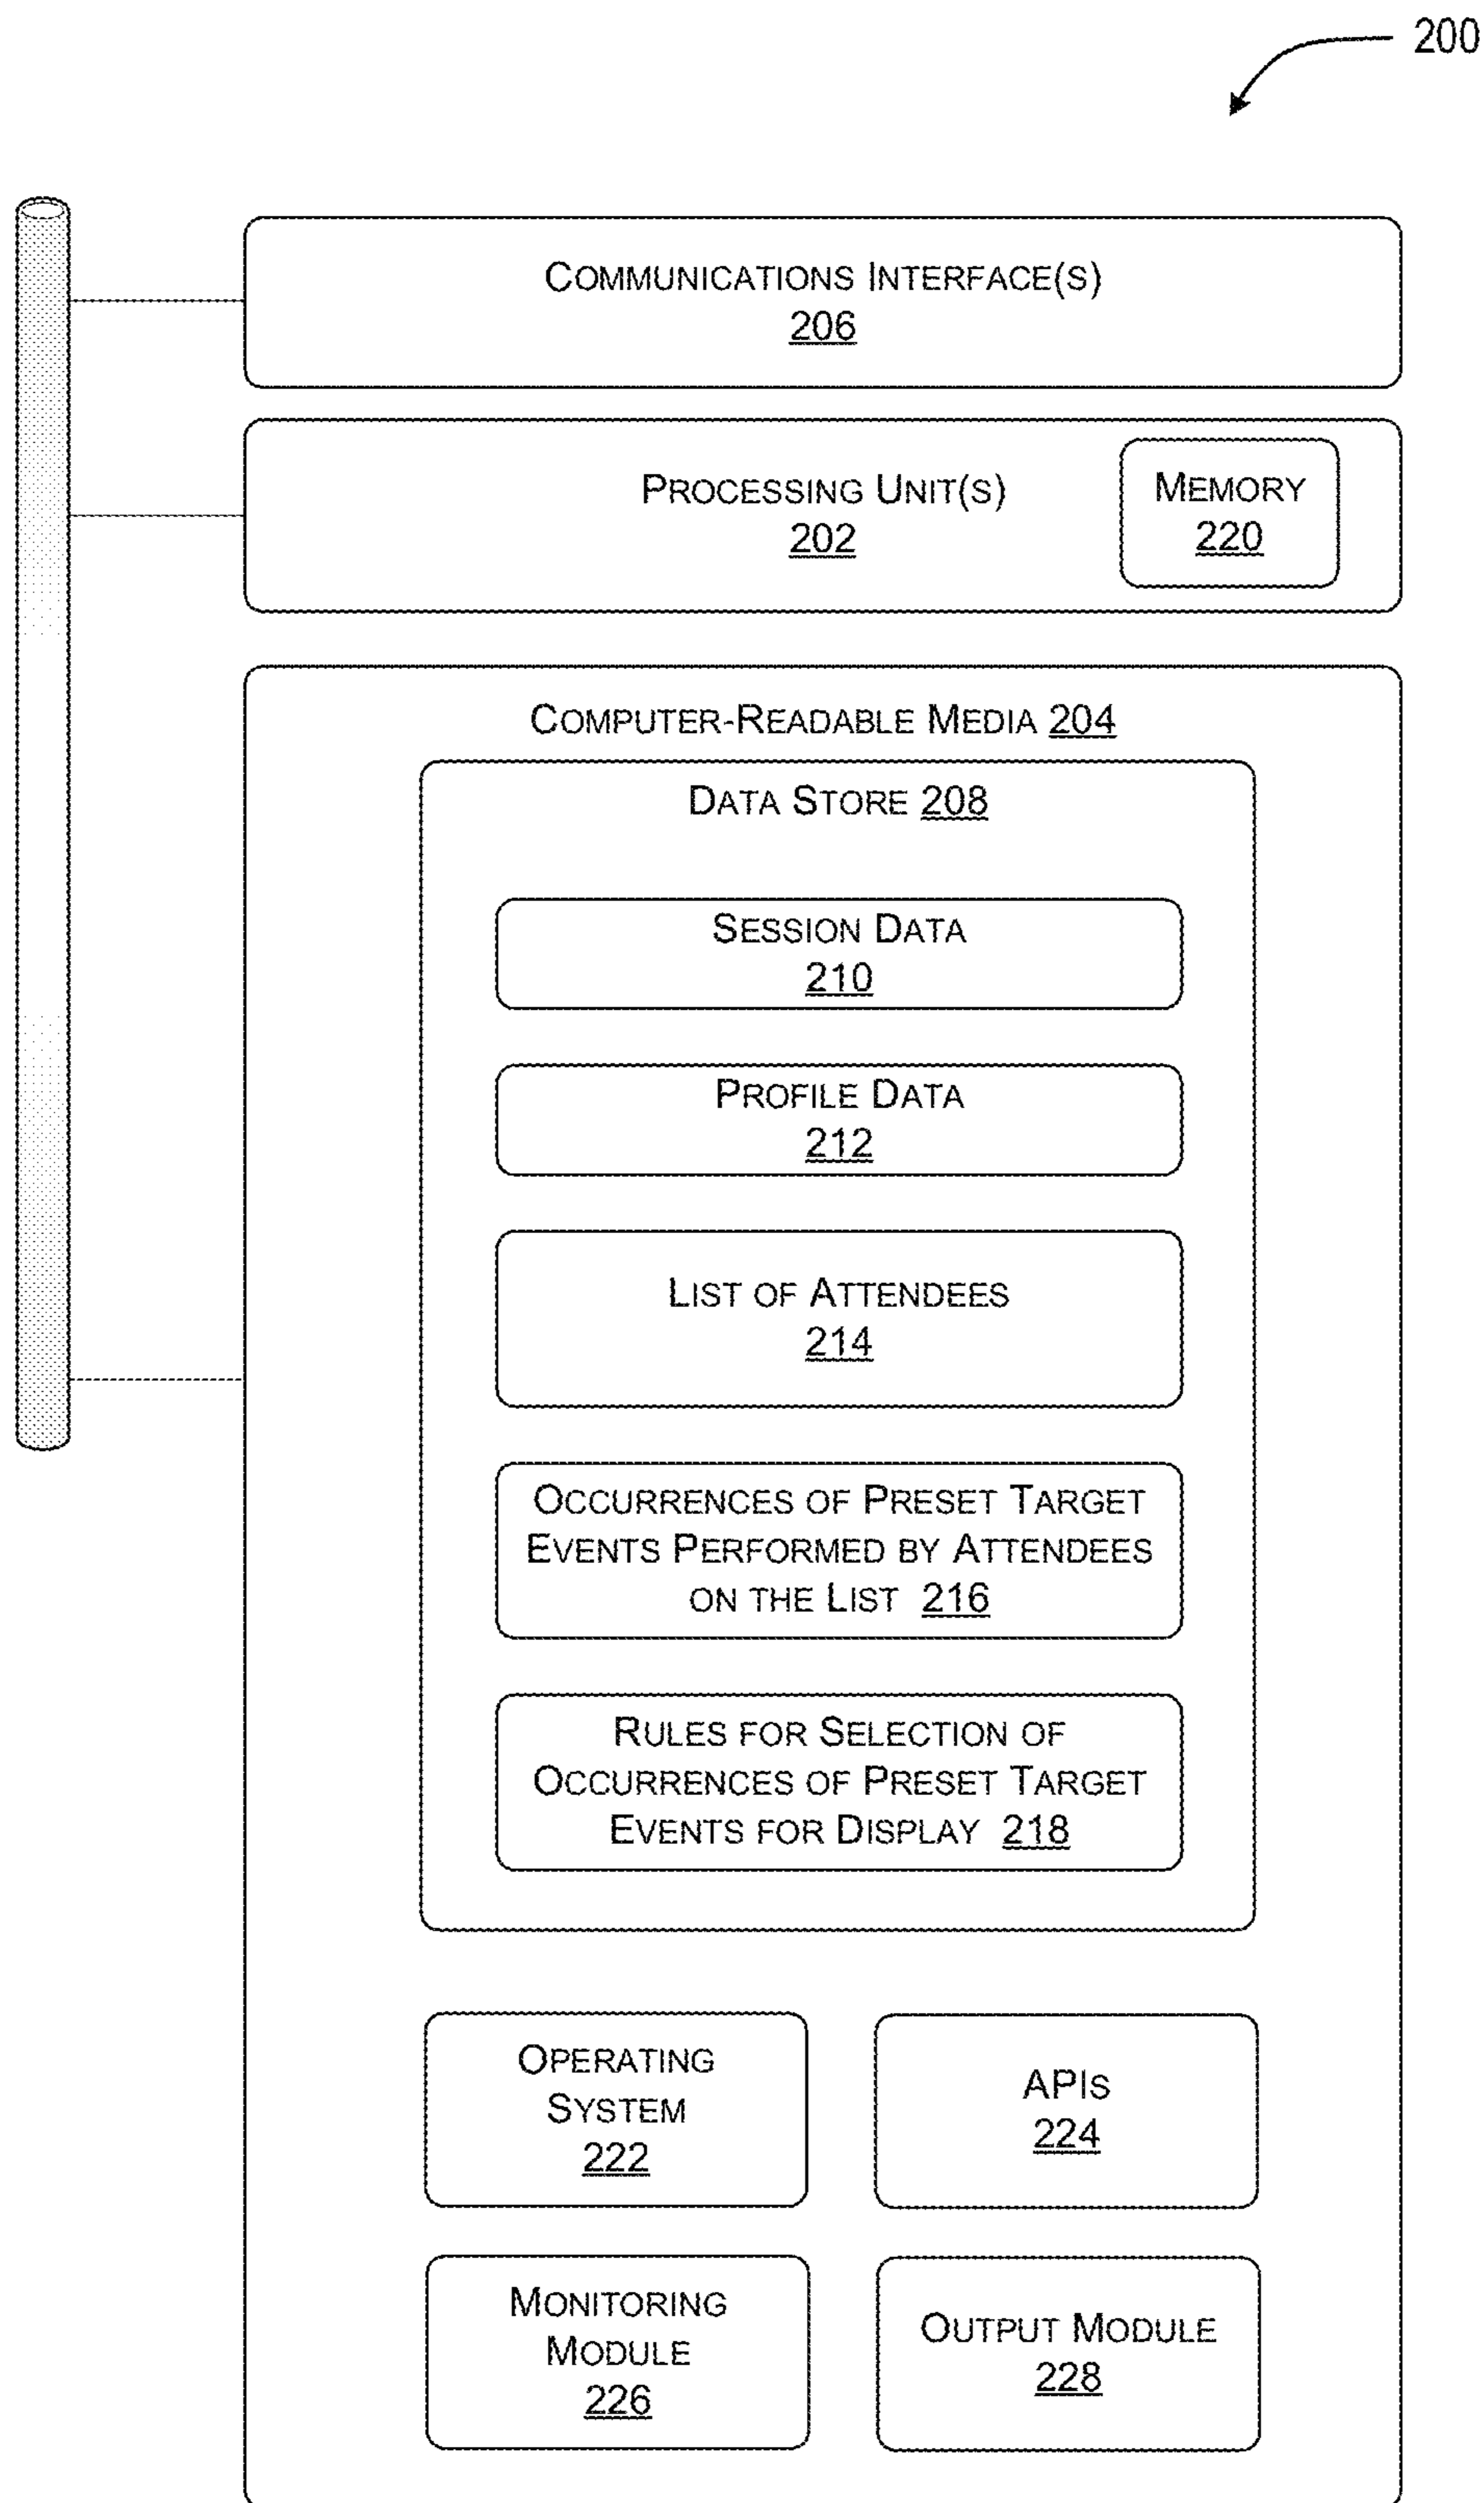 200
COMMUNICATIONS INTERFACE(S)
206
PROCESSING UNIT(S)
202
MEMORY
220
COMPUTER-READABLE MEDIA 204
DATA STORE 208
SESSION DATA
210
PROFILE DATA
212
LIST OF ATTENDEES
214
OCCURRENCES OF PRESET TARGET
EVENTS PERFORMED BY ATTENDEES
ON THE LIST 216
RULES FOR SELECTION OF
OCCURRENCES OF PRESET TARGET
EVENTS FOR DISPLAY 218
OPERATING
SYSTEM
222
APIS
224
MONITORING
MODULE
226
OUTPUT MODULE
228